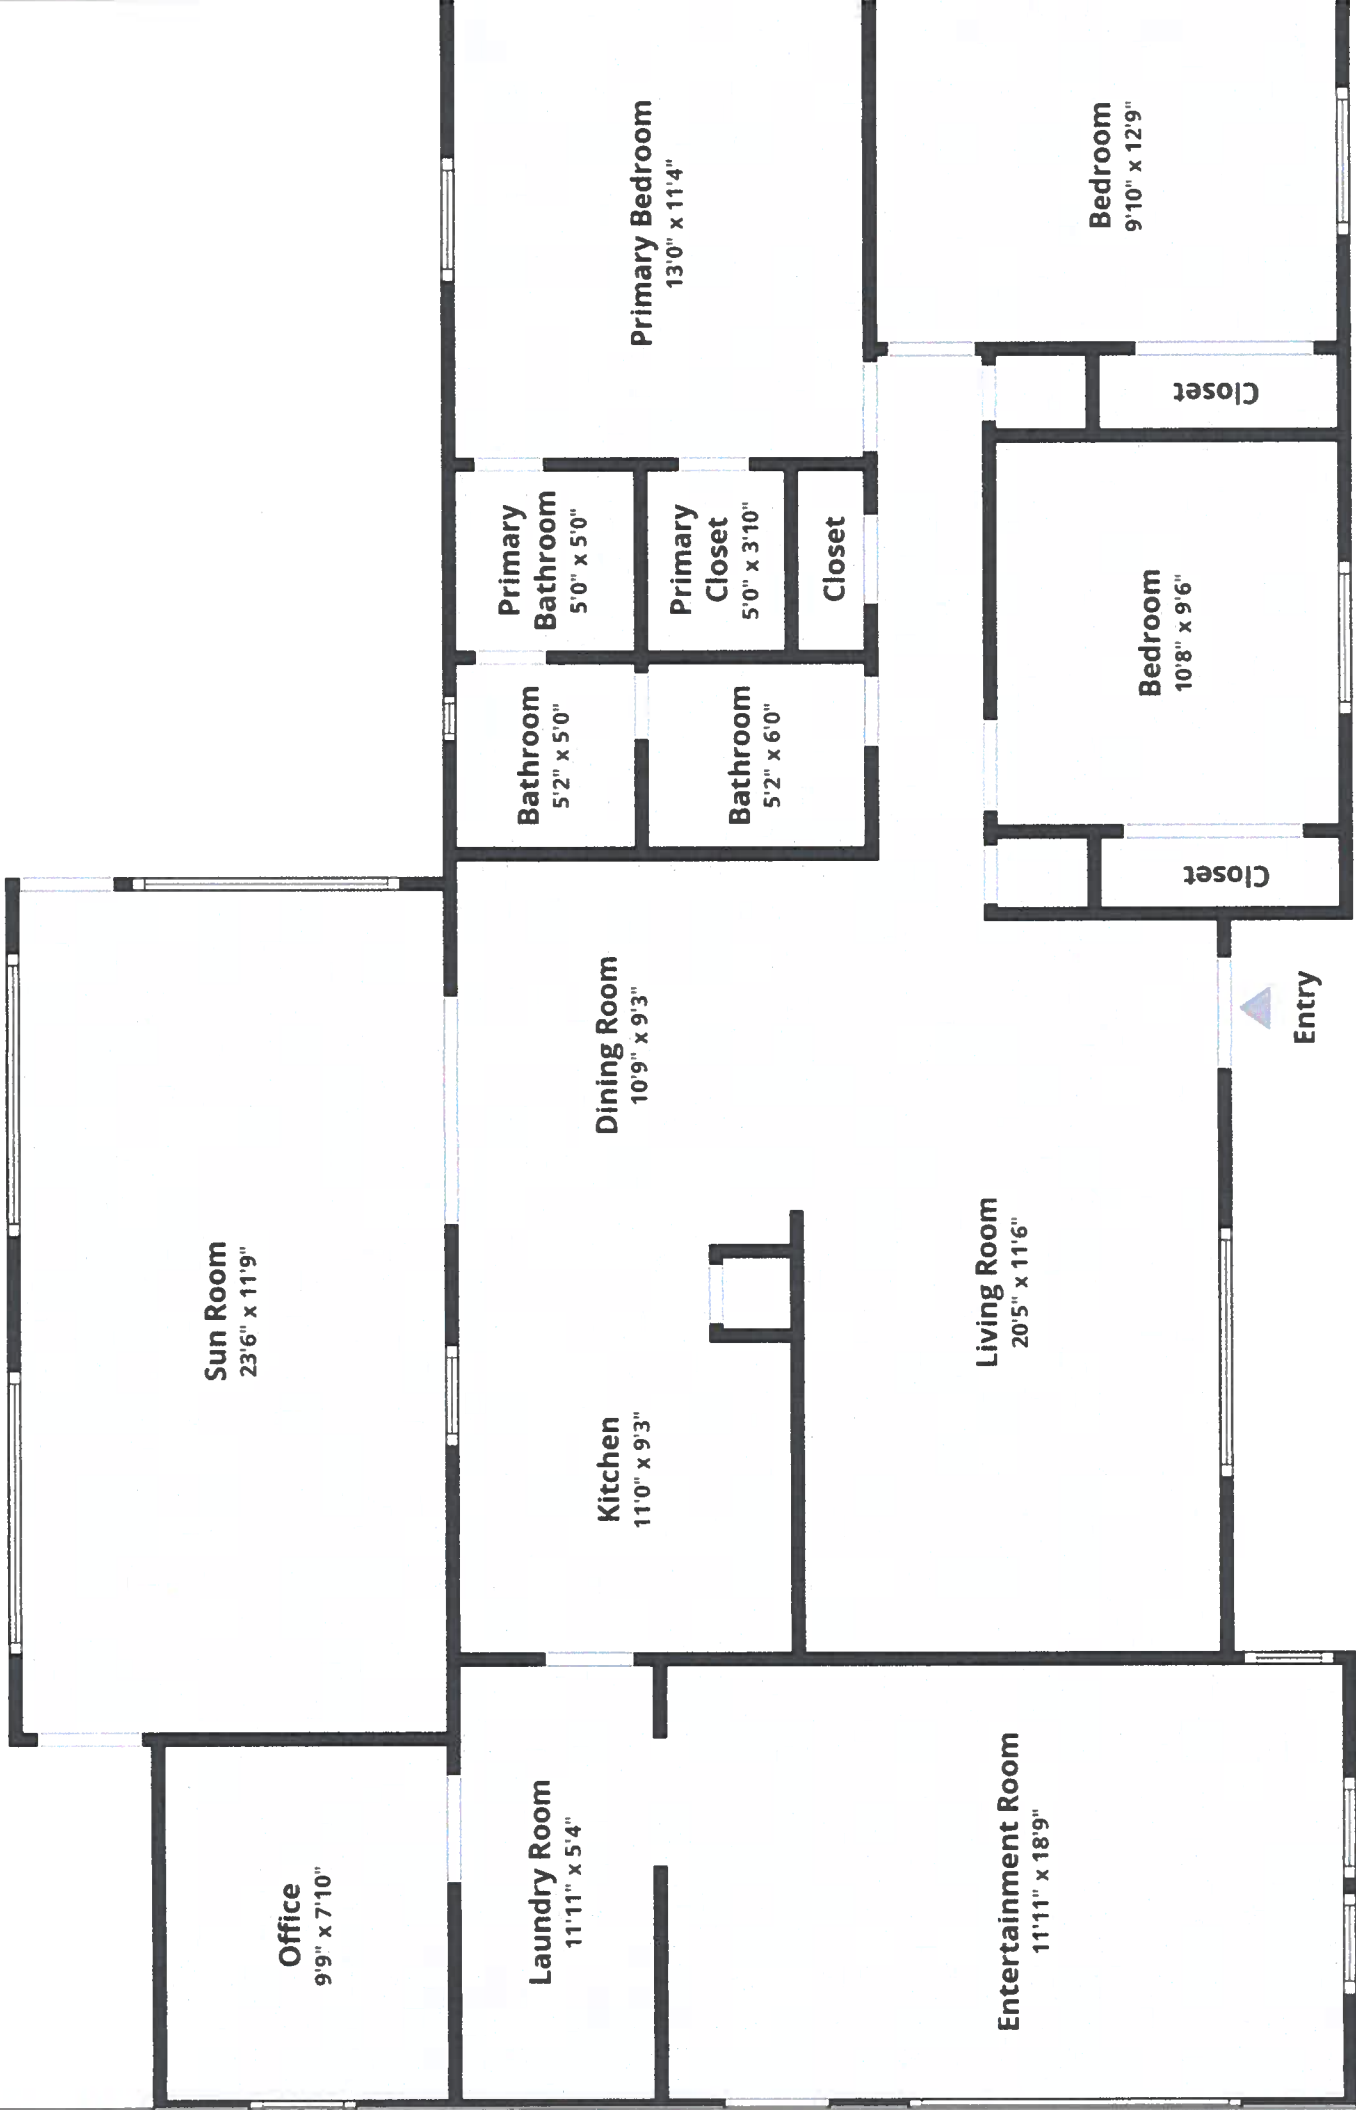 Sun Room
23'6" x 11'9"
Office
9'9" x 7'10"
Laundry Room
11'11" x 5'4"
Kitchen
11'0" x 9'3"
Dining Room
10'9" x 9'3"
Bathroom
5'2" x 5'0"
Primary
Bathroom
5'0" x 5'0"
Primary Bedroom
13'0" x 11'4"
Bathroom
5'2" x 6'0"
Primary
Closet
5'0" x 3'10"
Closet
Entertainment Room
11'11" x 18'9"
Living Room
20'5" x 11'6"
Bedroom
10'8" x 9'6"
Bedroom
9'10" x 12'9"
Closet
Closet
Entry